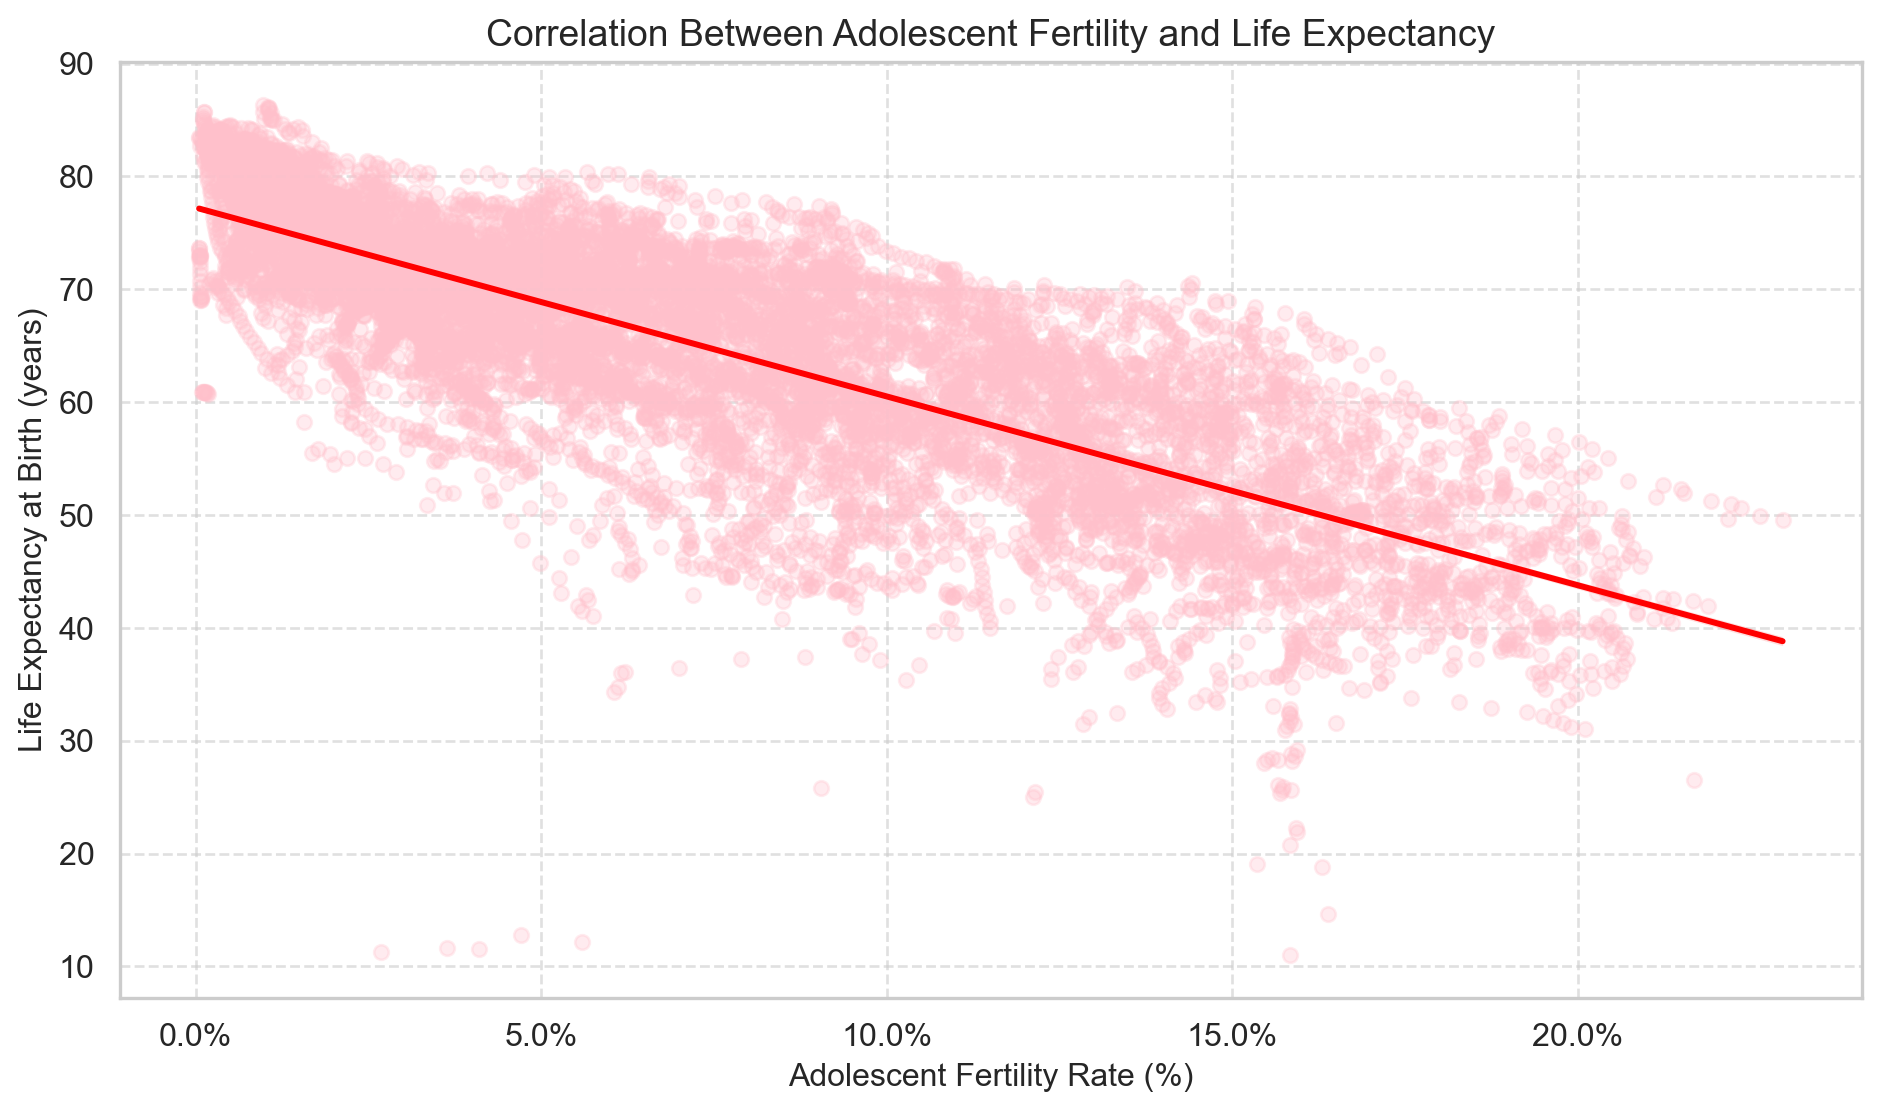 Correlation Between Adolescent Fertility and Life Expectancy
90
80
70
60
50
40
30
20
10
Life Expectancy at Birth (years)
0.0% 5.0% 10.0% 15.0% 20.0%
Adolescent Fertility Rate (%)